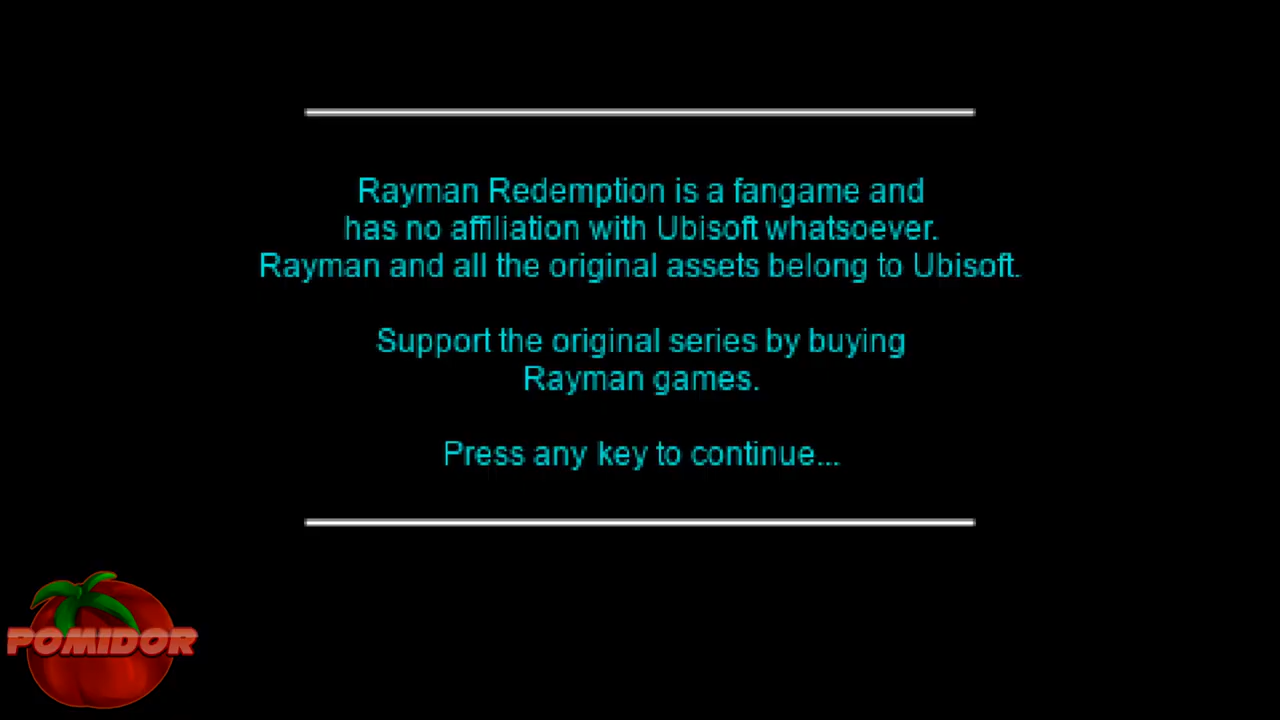 Rayman Redemption is a fangame and
has no affiliation with Ubisoft whatsoever.
Rayman and all the original assets belong to Ubisoft.
Support the original series by buying
Rayman games.
Press any key to continue...
POMIDOR